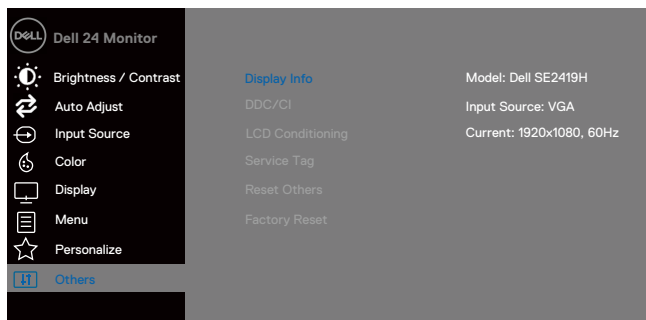 DELL Dell 24 Monitor
Brightness / Contrast
Auto Adjust
Input Source
Color
Display
Menu
Personalize
Others
Display Info
DDC/CI
LCD Conditioning
Service Tag
Reset Others
Factory Reset
Model: Dell SE2419H
Input Source: VGA
Current: 1920x1080, 60Hz